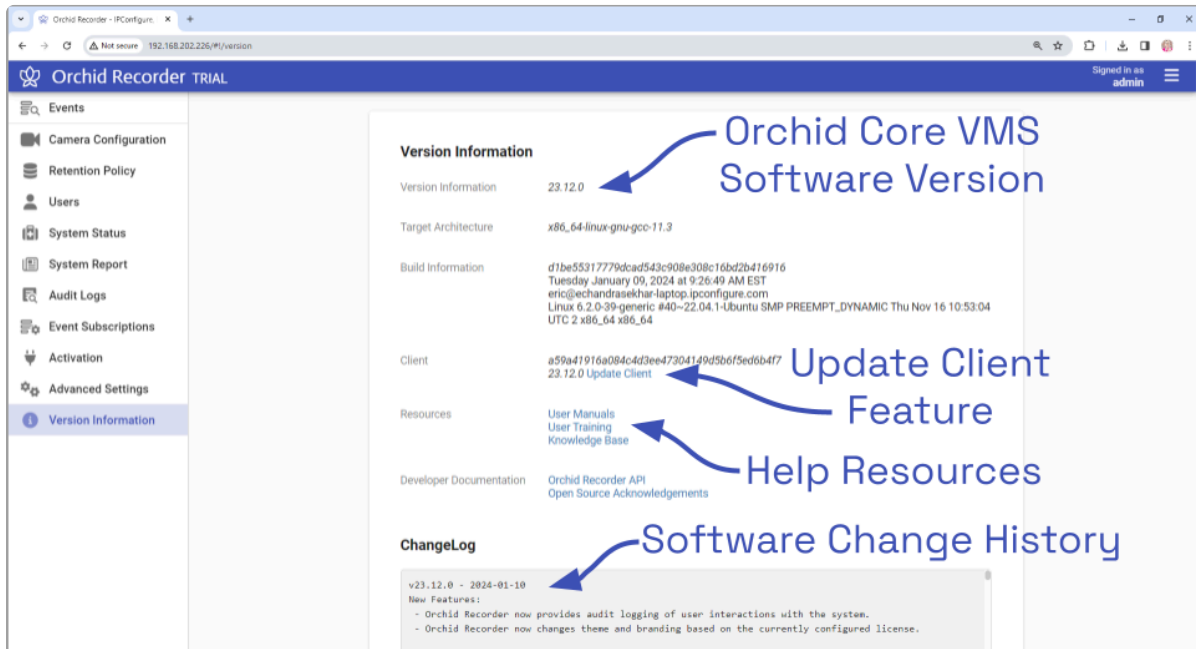 Orchid Recorder - IPConfigure,
Not secure
192.168.202.226/#!/version
Orchid Recorder TRIAL
Signed in as
admin
Events
Camera Configuration
Retention Policy
Users
System Status
System Report
Audit Logs
Event Subscriptions
Activation
Advanced Settings
Version Information
Version Information
Version Information 23.12.0
Target Architecture x86_64-linux-gnu-gcc-11.3
Build Information d1be55317779dcad543c908e308c16bd2b416916
Tuesday January 09, 2024 at 9:26:49 AM EST
eric@echandrasekhar-laptop.ipconfigure.com
Linux 6.2.0-39-generic #40~22.04.1-Ubuntu SMP PREEMPT_DYNAMIC Thu Nov 16 10:53:04
UTC 2 x86_64 x86_64
Client a59a41916a084c4d3ee47304149d5b6f5ed6b4f7
23.12.0 Update Client
Resources User Manuals
User Training
Knowledge Base
Developer Documentation Orchid Recorder API
Open Source Acknowledgements
ChangeLog
v23.12.0 - 2024-01-10
New Features:
- Orchid Recorder now provides audit logging of user interactions with the system.
- Orchid Recorder now changes theme and branding based on the currently configured license.
Orchid Core VMS
Software Version
Update Client
Feature
Help Resources
Software Change History